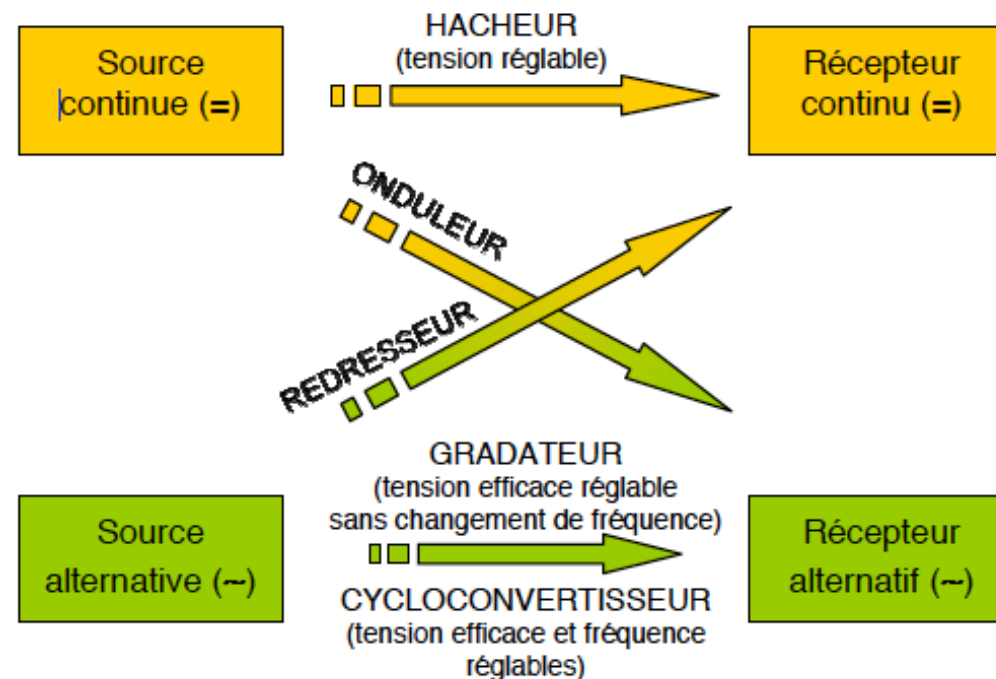 HACHEUR
(tension réglable)
Source
continue (=)
Récepteur
continu (=)
ONDULEUR
REDRESSEUR
GRADATEUR
(tension efficace réglable
sans changement de fréquence)
Source
alternative (~)
Récepteur
alternatif (~)
CYCLOCONVERTISSEUR
(tension efficace et fréquence
réglables)